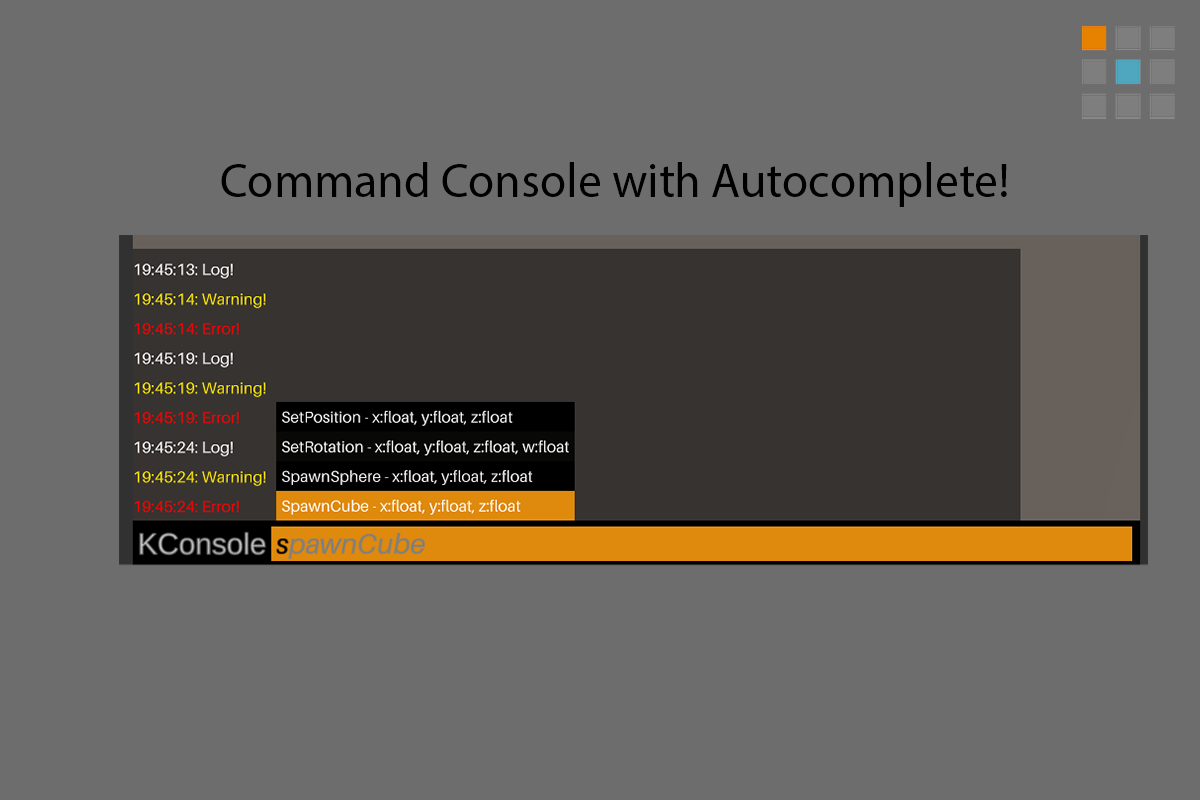 Command Console with Autocomplete!
19:45:13: Log!
19:45:14: Warning!
19:45:14: Error!
19:45:19: Log!
19:45:19: Warning!
19:45:19: Error!
SetPosition - x:float, y:float, z:float
19:45:24: Log!
SetRotation - x:float, y:float, z:float, w:float
19:45:24: Warning!
SpawnSphere - x:float, y:float, z:float
19:45:24: Error!
SpawnCube - x:float, y:float, z:float
KConsole spawnCube